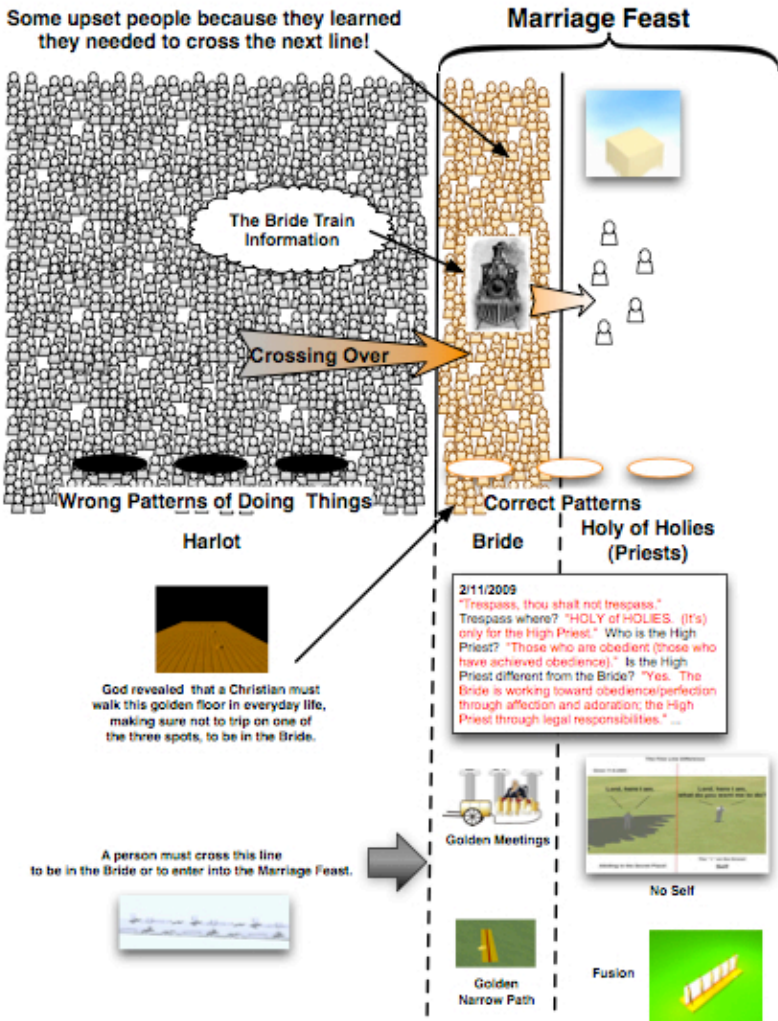 Some upset people because they learned
they needed to cross the next line!
Marriage Feast
The Bride Train
Information
Crossing Over
Wrong Patterns of Doing Things
Correct Patterns
Harlot
Bride
Holy of Holies
(Priests)
2/11/2009
"Trespass, thou shalt not trespass."
Trespass where? "HOLY of HOLIES. (It's)
only for the High Priest." Who is the High
Priest? "Those who are obedient (those who
have achieved obedience)." Is the High
Priest different from the Bride? "Yes. The
Bride is working toward obedience/perfection
through affection and adoration; the High
Priest through legal responsibilities." ...
God revealed that a Christian must
walk this golden floor in everyday life,
making sure not to trip on one of
the three spots, to be in the Bride.
Golden Meetings
The Fine Line Difference
Lord, here I am.
Lord, here I am,
what do you want me to do?
Self
No Self
A person must cross this line
to be in the Bride or to enter into the Marriage Feast.
Golden
Narrow Path
Fusion